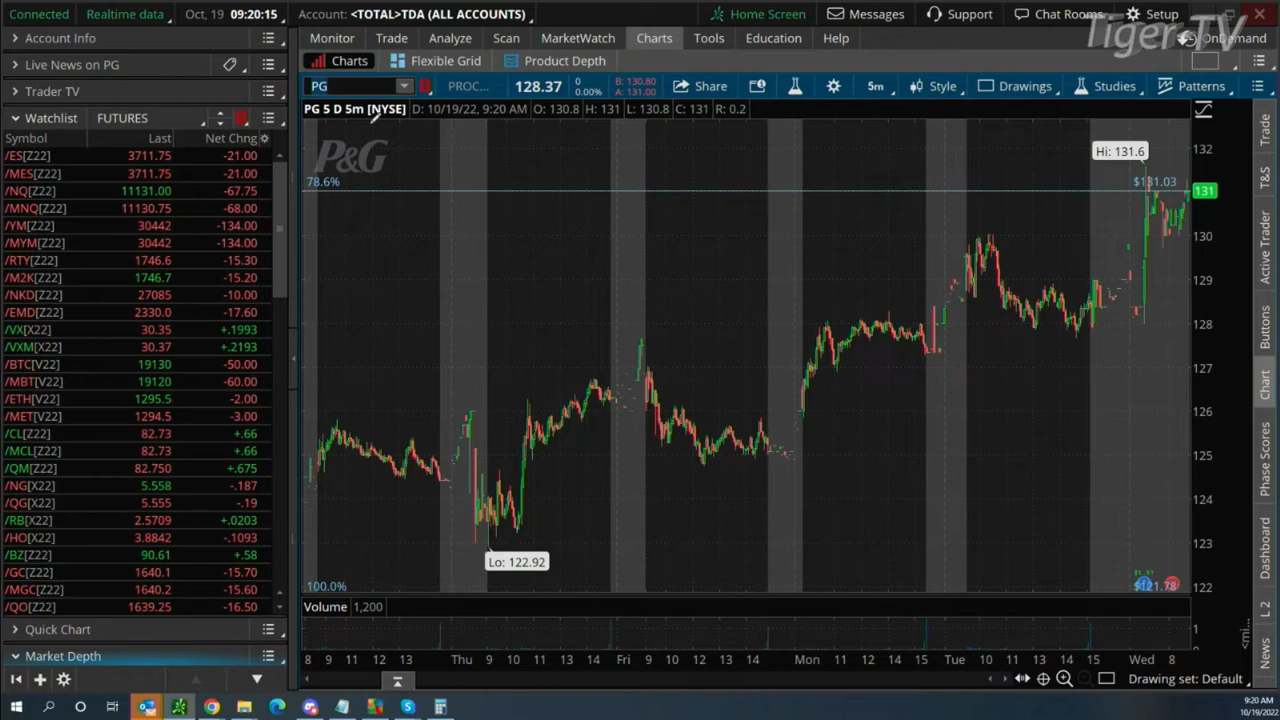 Connected Realtime data Oct, 19 09:20:15 Account: <TOTAL>TDA (ALL ACCOUNTS) Home Screen Messages Support Chat Rooms Setup OnDemand
Tiger TV
Account Info
Live News on PG
Trader TV
Watchlist FUTURES
Symbol Last Net Chng
/ES[Z22] 3711.75 -21.00
/MES[Z22] 3711.75 -21.00
/NQ[Z22] 11131.00 -67.75
/MNQ[Z22] 11130.75 -68.00
/YM[Z22] 30442 -134.00
/MYM[Z22] 30442 -134.00
/RTY[Z22] 1746.6 -15.30
/M2K[Z22] 1746.7 -15.20
/NKD[Z22] 27085 -10.00
/EMD[Z22] 2330.0 -17.60
/VX[X22] 30.35 +.1993
/VXM[X22] 30.37 +.2193
/BTC[V22] 19130 -50.00
/MBT[V22] 19120 -60.00
/ETH[V22] 1295.5 -2.00
/MET[V22] 1294.5 -3.00
/CL[Z22] 82.73 +.66
/MCL[Z22] 82.73 +.66
/QM[Z22] 82.750 +.675
/NG[X22] 5.558 -.187
/QG[X22] 5.555 -.19
/RB[X22] 2.5709 +.0203
/HO[X22] 3.8842 -.1093
/BZ[Z22] 90.61 +.58
/GC[Z22] 1640.1 -15.70
/MGC[Z22] 1640.2 -15.60
/QO[Z22] 1639.25 -16.50
Quick Chart
Market Depth
Monitor Trade Analyze Scan MarketWatch Charts Tools Education Help
Charts Flexible Grid Product Depth
PG PROC... 128.37 0 0.00% B: 130.80 A: 131.00 Share 5m Style Drawings Studies Patterns
PG 5 D 5m [NYSE] D: 10/19/22, 9:20 AM O: 130.8 H: 131 L: 130.8 C: 131 R: 0.2
P&G
Hi: 131.6
78.6% $131.03
Lo: 122.92
100.0% $121.78
132
131
130
129
128
127
126
125
124
123
122
Volume 1,200
1
0
8 9 11 12 13 Thu 9 10 11 13 14 Fri 8 9 11 12 14 Mon 11 12 14 15 Tue 10 11 13 14 15 Wed 8
Drawing set: Default
Trade
T&S
Active Trader
Buttons
Chart
Phase Scores
Dashboard
L 2
News
<mi...
9:20 AM
10/19/2022